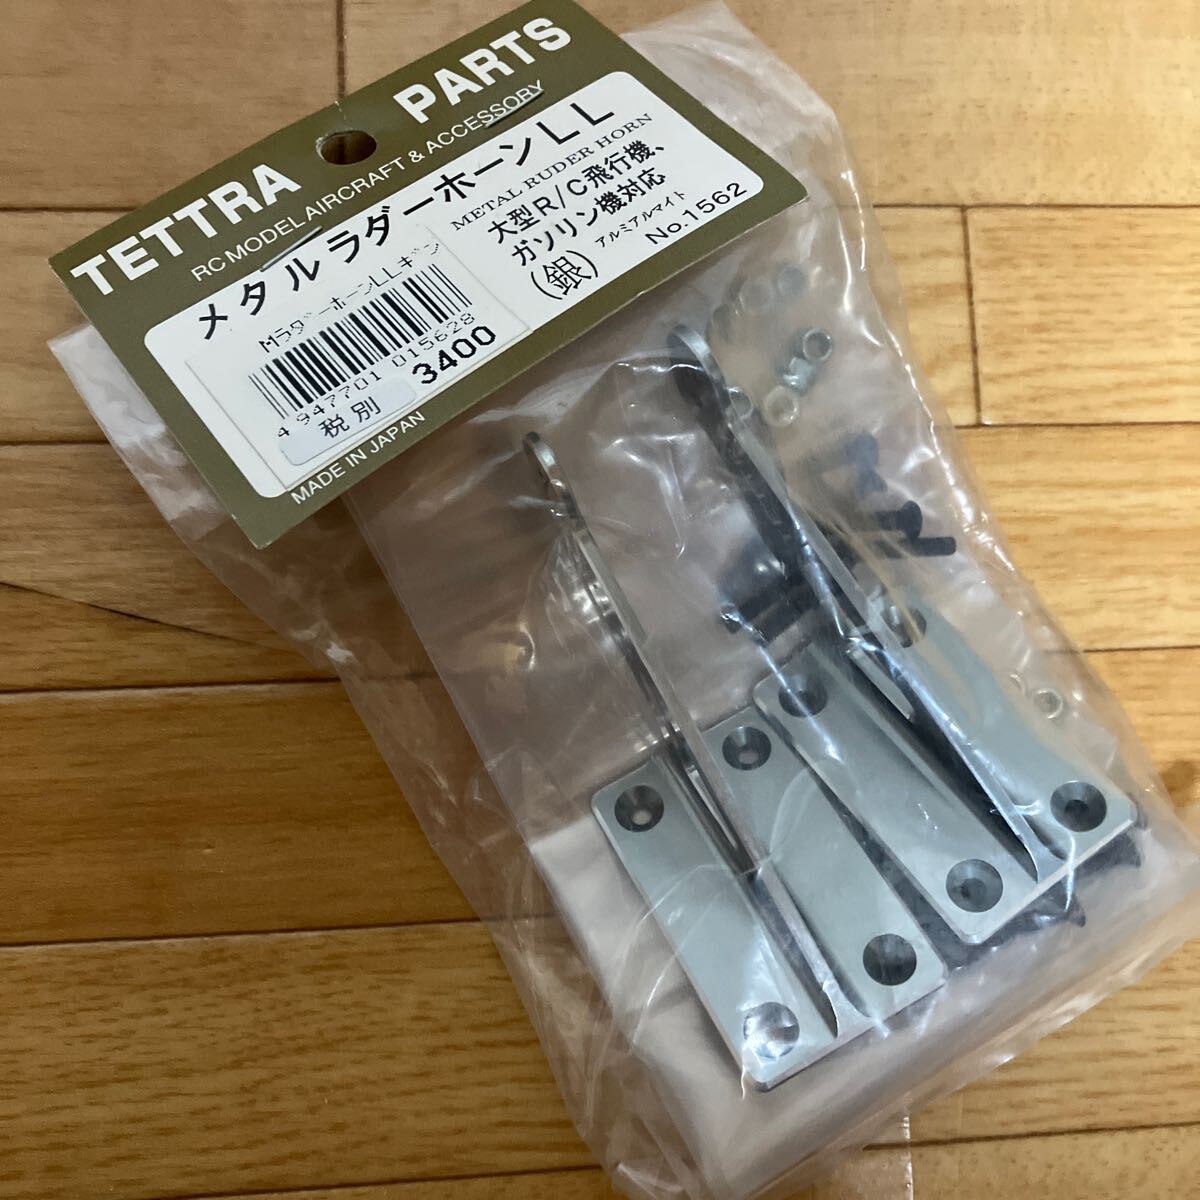 TETTRA PARTS
RC MODEL AIRCRAFT & ACCESSORY
メタルラダーホーンLL
METAL RUDER HORN
大型R/C飛行機、
ガソリン機対応
(銀) アルミアルマイト
No.1562
MラダーホーンLLギン
4 947701 015628
税別 3400
MADE IN JAPAN